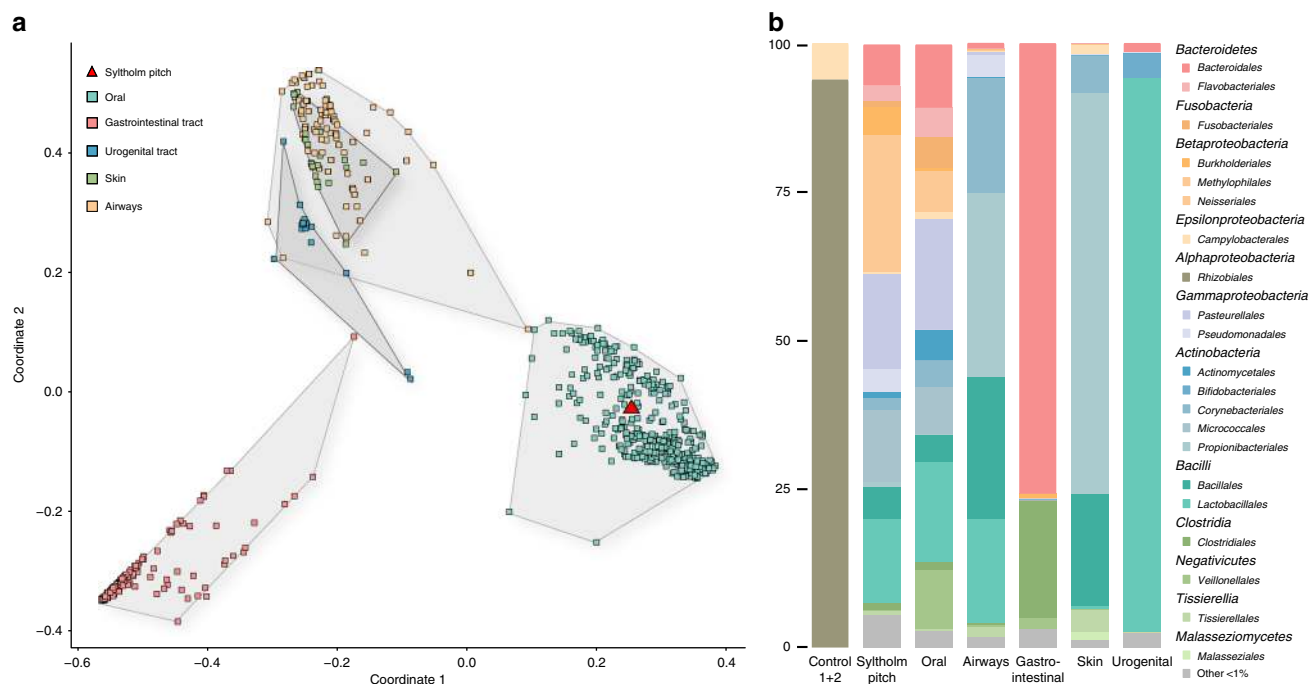 a
Syltholm pitch
Oral
Gastrointestinal tract
Urogenital tract
Skin
Airways
Coordinate 2
0.4
0.2
0.0
−0.2
−0.4
−0.6
−0.4
−0.2
0.0
0.2
0.4
Coordinate 1
b
100
75
50
25
0
Control
1+2
Syltholm
pitch
Oral
Airways
Gastro-
intestinal
Skin
Urogenital
Bacteroidetes
Bacteroidales
Flavobacteriales
Fusobacteria
Fusobacteriales
Betaproteobacteria
Burkholderiales
Methylophilales
Neisseriales
Epsilonproteobacteria
Campylobacterales
Alphaproteobacteria
Rhizobiales
Gammaproteobacteria
Pasteurellales
Pseudomonadales
Actinobacteria
Actinomycetales
Bifidobacteriales
Corynebacteriales
Micrococcales
Propionibacteriales
Bacilli
Bacillales
Lactobacillales
Clostridia
Clostridiales
Negativicutes
Veillonellales
Tissierellia
Tissierellales
Malasseziomycetes
Malasseziales
Other <1%